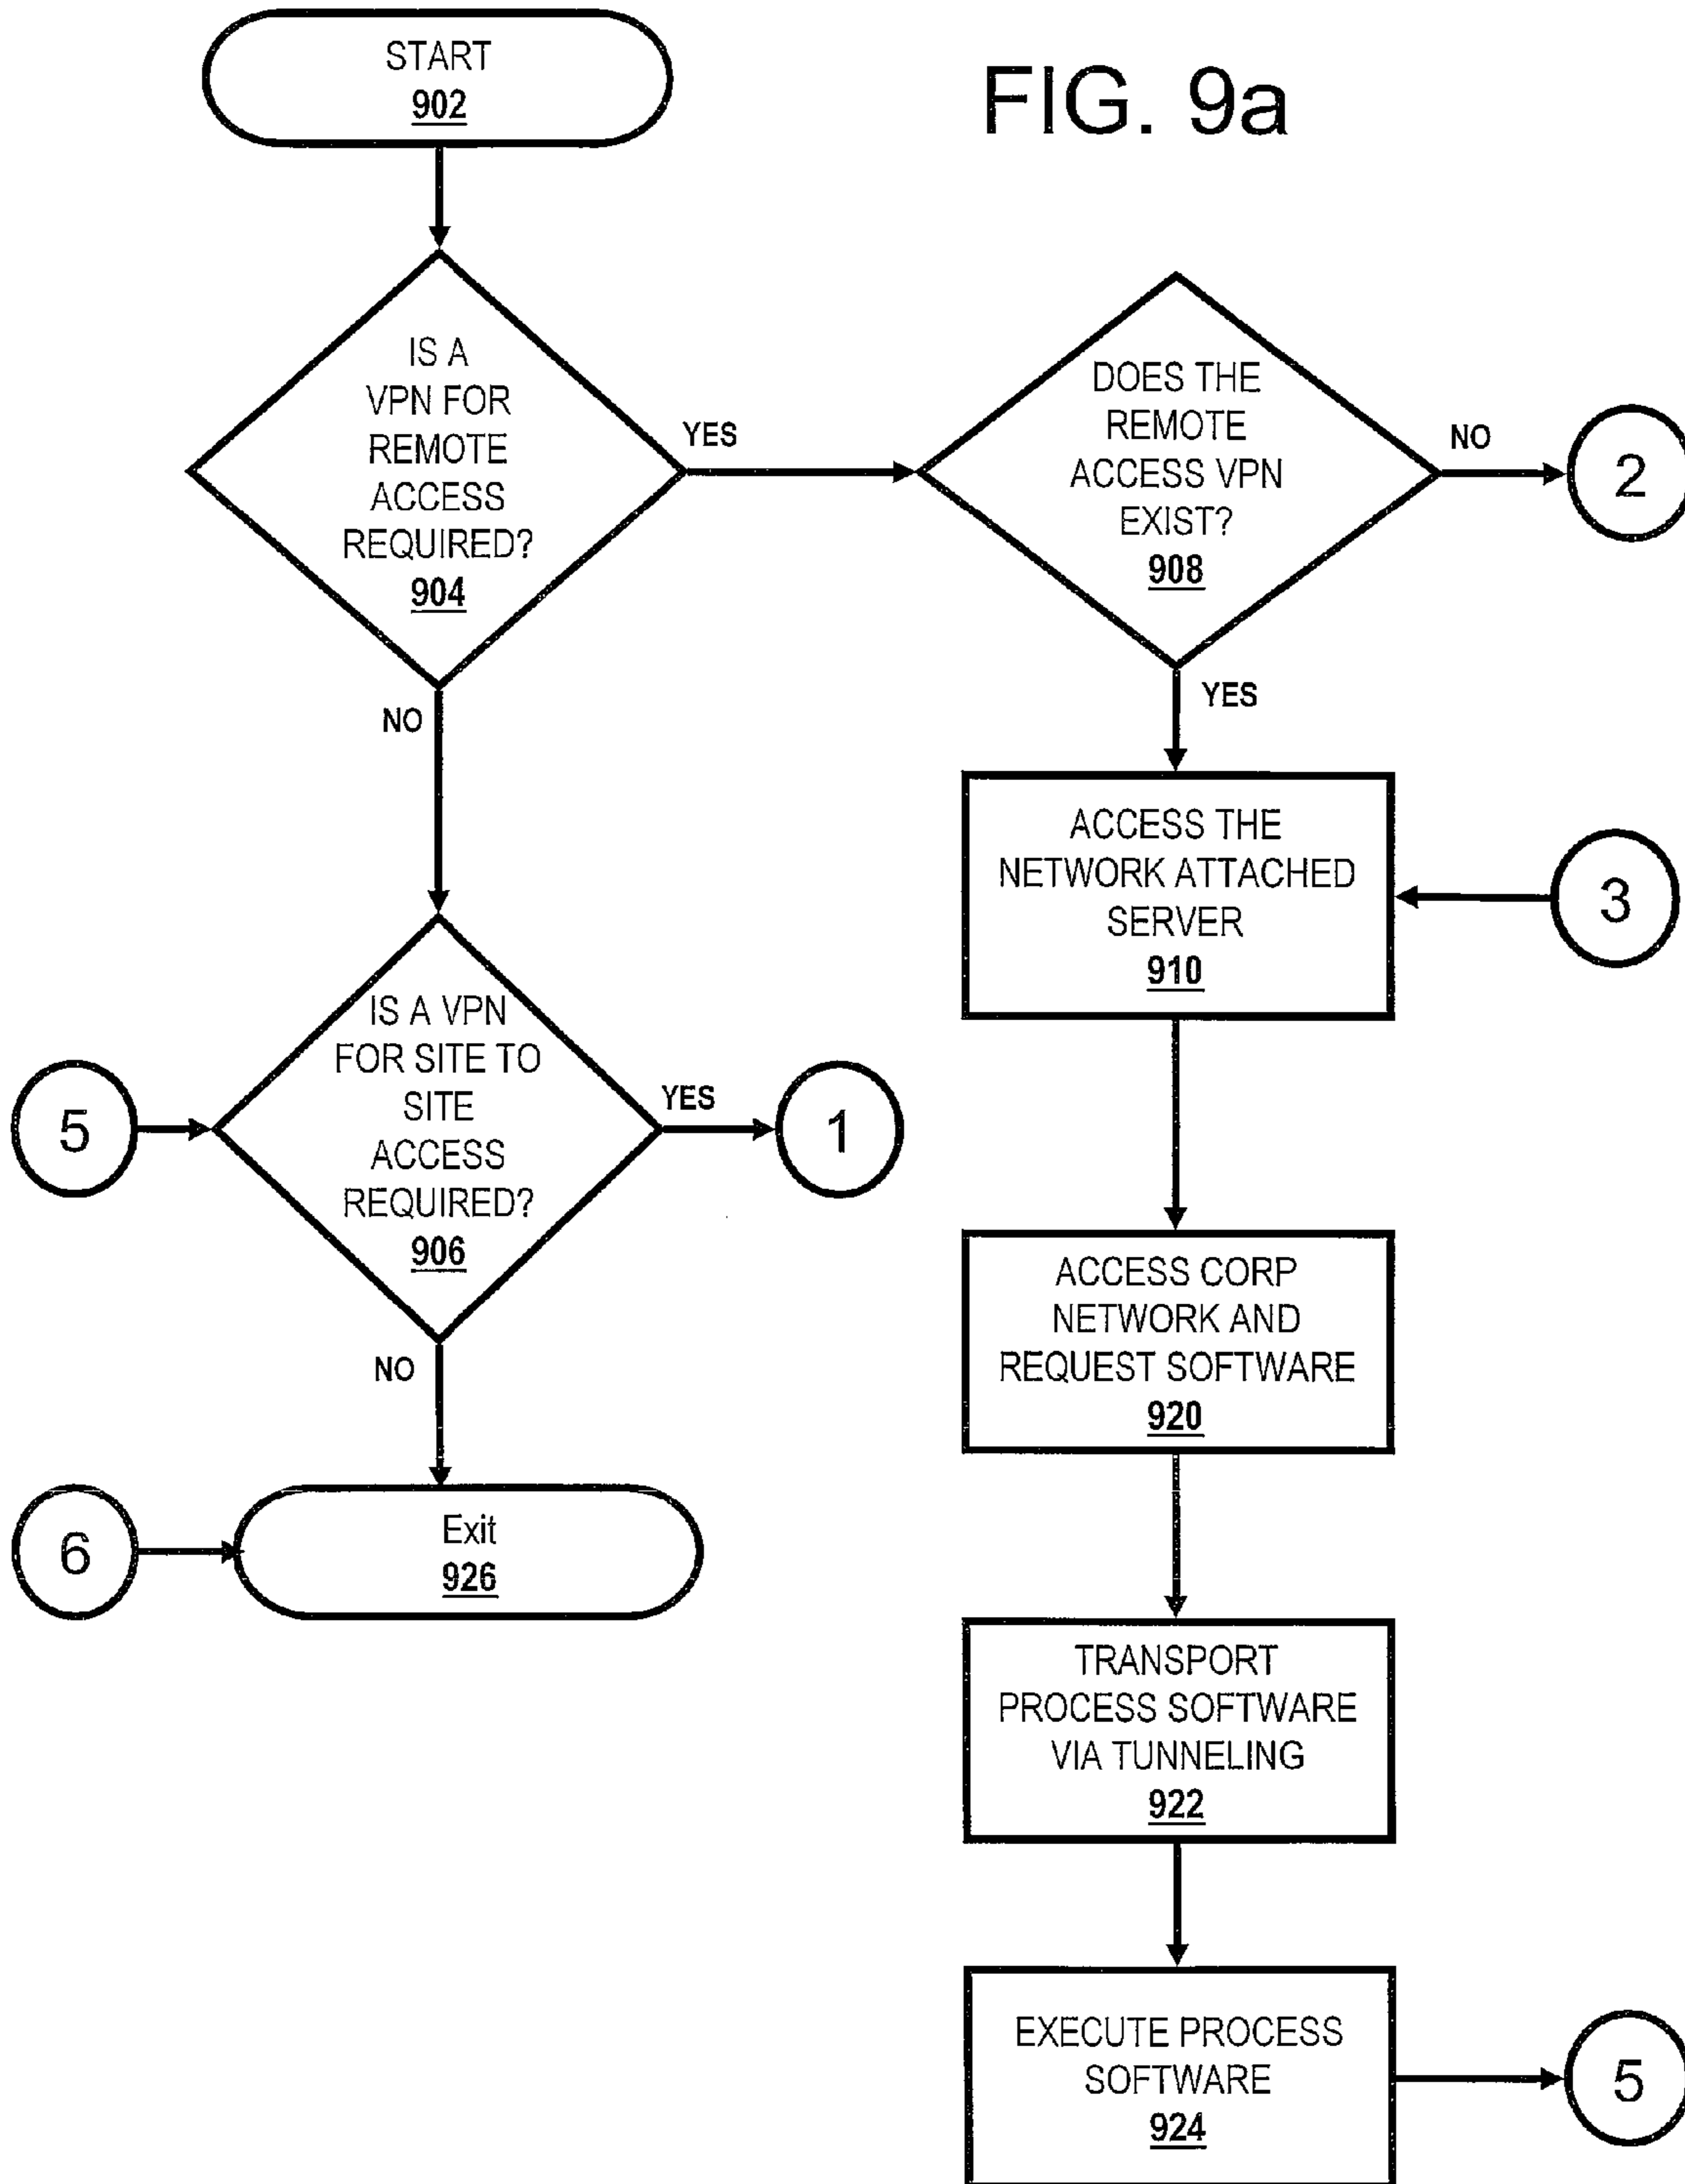 START
902
FIG. 9a
IS A
VPN FOR
REMOTE
ACCESS
REQUIRED?
904
YES
DOES THE
REMOTE
ACCESS VPN
EXIST?
908
NO
2
NO
YES
ACCESS THE
NETWORK ATTACHED
SERVER
910
3
5
IS A VPN
FOR SITE TO
SITE
ACCESS
REQUIRED?
906
YES
1
NO
ACCESS CORP
NETWORK AND
REQUEST SOFTWARE
920
6
Exit
926
TRANSPORT
PROCESS SOFTWARE
VIA TUNNELING
922
EXECUTE PROCESS
SOFTWARE
924
5